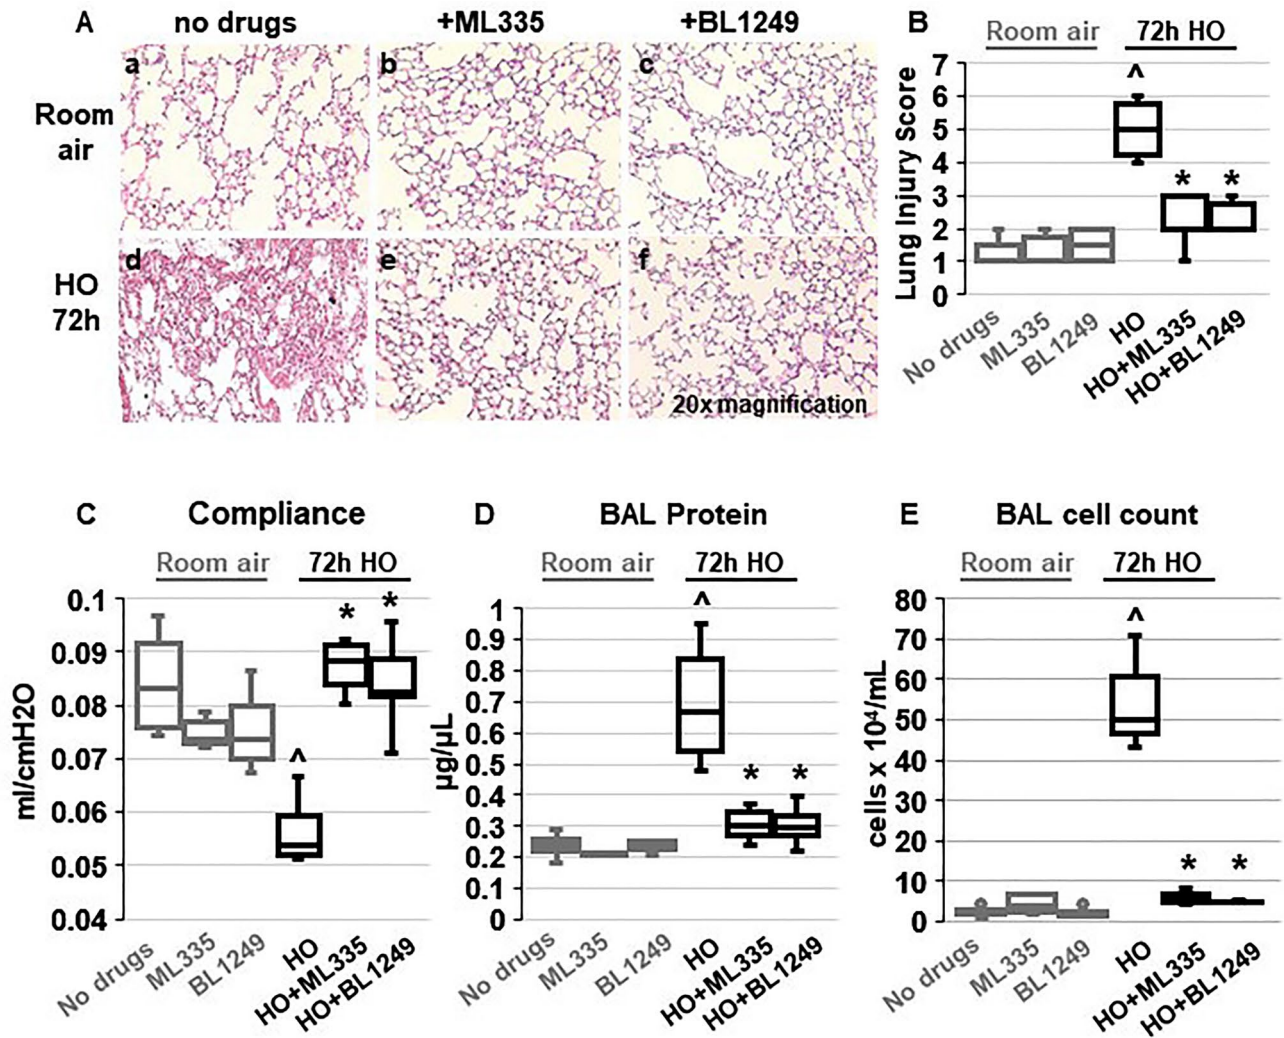 A no drugs +ML335 +BL1249
Room air
a b c
HO 72h
d e f
20x magnification
B
Room air 72h HO
Lung Injury Score
7
6
5
4
3
2
1
0
^
* *
No drugs ML335 BL1249 HO HO+ML335 HO+BL1249
C Compliance
Room air 72h HO
ml/cmH2O
0.1
0.09
0.08
0.07
0.06
0.05
0.04
^
* *
No drugs ML335 BL1249 HO HO+ML335 HO+BL1249
D BAL Protein
Room air 72h HO
µg/µL
1
0.9
0.8
0.7
0.6
0.5
0.4
0.3
0.2
0.1
0
^
* *
No drugs ML335 BL1249 HO HO+ML335 HO+BL1249
E BAL cell count
Room air 72h HO
cells x 10⁴/mL
80
70
60
50
40
30
20
10
0
^
* *
No drugs ML335 BL1249 HO HO+ML335 HO+BL1249